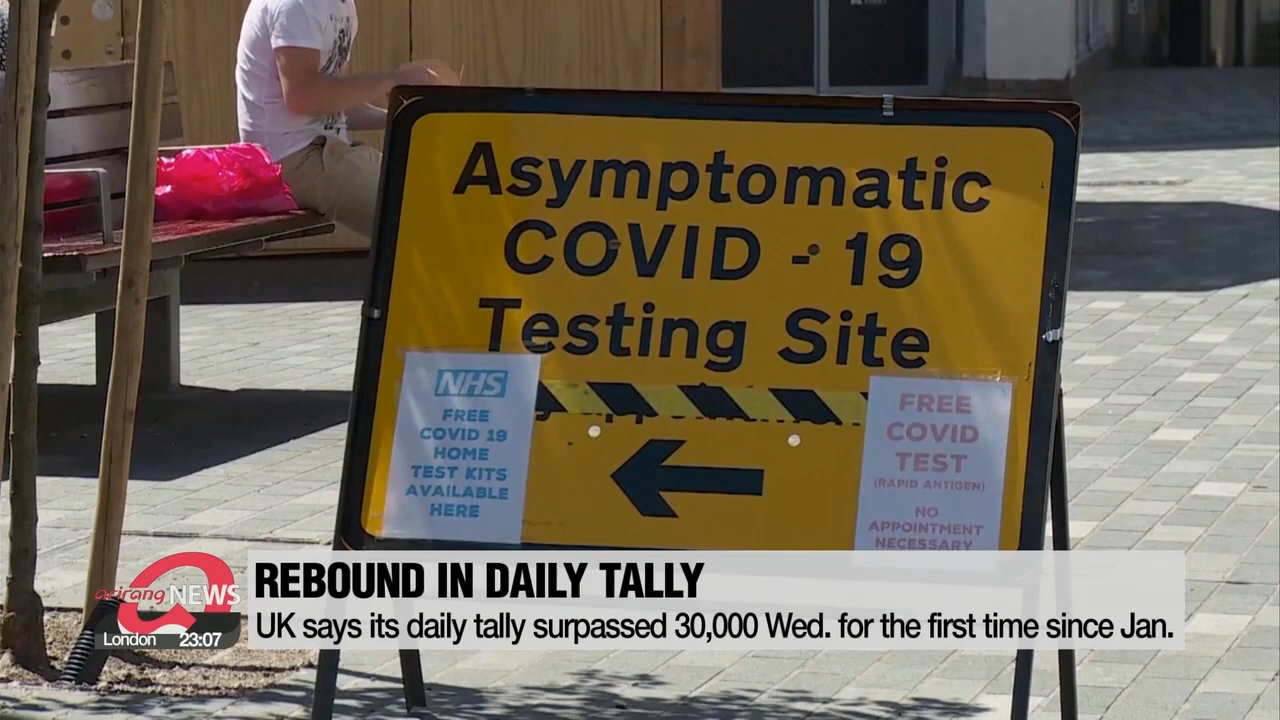 Asymptomatic
COVID - 19
Testing Site
NHS
FREE
COVID 19
HOME
TEST KITS
AVAILABLE
HERE
FREE
COVID
TEST
(RAPID ANTIGEN)
NO
APPOINTMENT
NECESSARY
arirang NEWS
London 23:07
REBOUND IN DAILY TALLY
UK says its daily tally surpassed 30,000 Wed. for the first time since Jan.